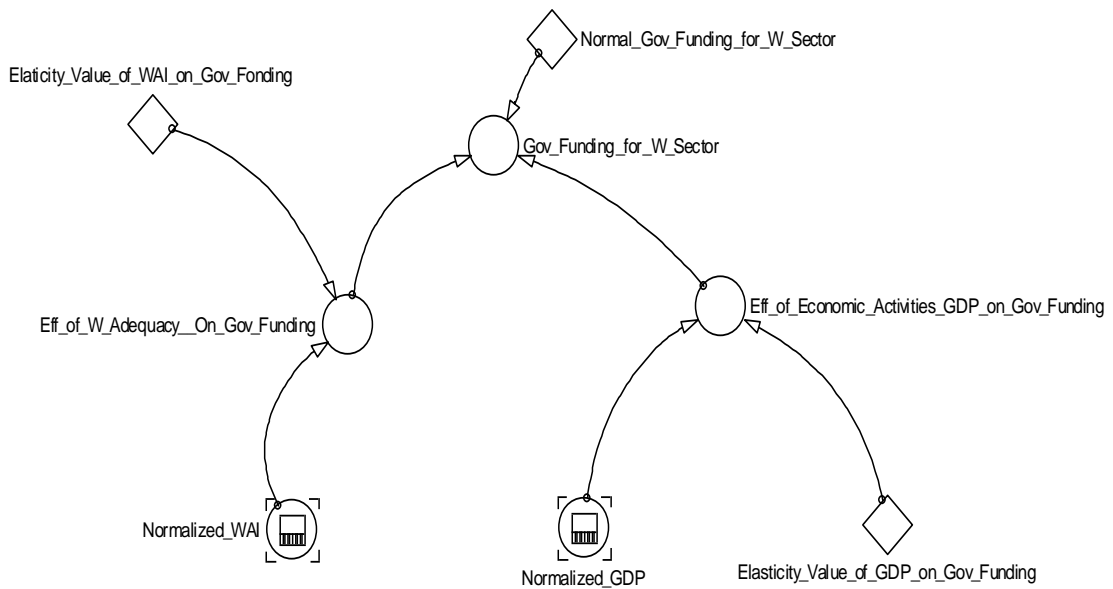 Normal_Gov_Funding_for_W_Sector
Elaticity_Value_of_WAI_on_Gov_Fonding
Gov_Funding_for_W_Sector
Eff_of_Economic_Activities_GDP_on_Gov_Funding
Eff_of_W_Adequacy__On_Gov_Funding
Normalized_WAI
Normalized_GDP
Elasticity_Value_of_GDP_on_Gov_Funding